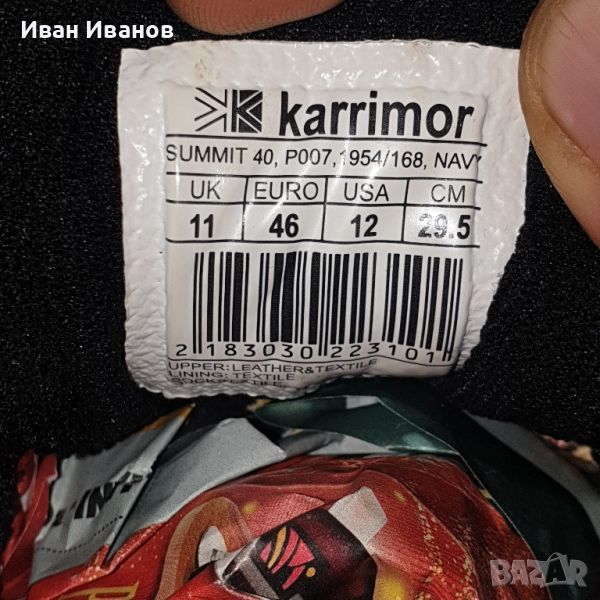 Иван Иванов
karrimor
SUMMIT 40, P007,1954/168, NAVY
UK EURO USA CM
11 46 12 29.5
2 183030 223101
UPPER:LEATHER&TEXTILE
LINING: TEXTILE
BAZAR